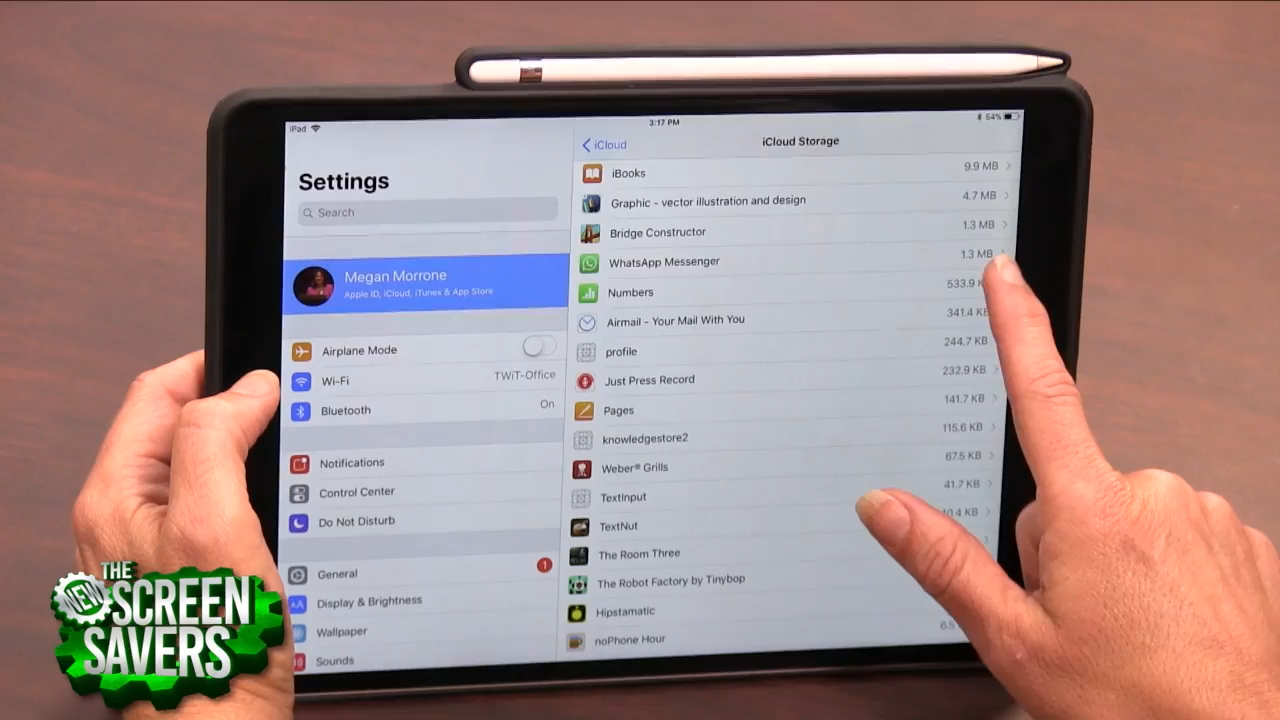 iPad
3:17 PM
54%
Settings
Search
Megan Morrone
Apple ID, iCloud, iTunes & App Store
Airplane Mode
Wi-Fi TWiT-Office
Bluetooth On
Notifications
Control Center
Do Not Disturb
General 1
Display & Brightness
AA
Wallpaper
Sounds
iCloud
iCloud Storage
iBooks 9.9 MB
Graphic - vector illustration and design 4.7 MB
Bridge Constructor 1.3 MB
WhatsApp Messenger 1.3 MB
Numbers 533.9
Airmail - Your Mail With You 341.4 KB
profile 244.7 KB
Just Press Record 232.9 KB
Pages 141.7 KB
knowledgestore2 115.6 KB
Weber® Grills 67.5 KB
TextInput 41.7 KB
TextNut KB
The Room Three
The Robot Factory by Tinybop
Hipstamatic
noPhone Hour
THE
NEW
SCREEN
SAVERS